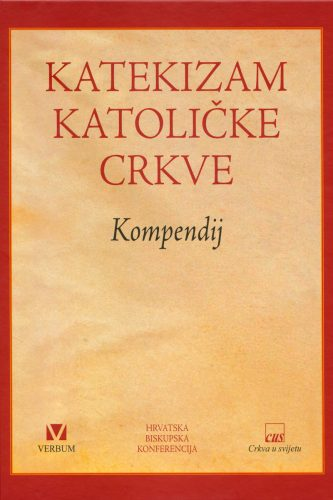 KATEKIZAM
KATOLIČKE
CRKVE
Kompendij
VERBUM
HRVATSKA
BISKUPSKA
KONFERENCIJA
cus
Crkva u svijetu